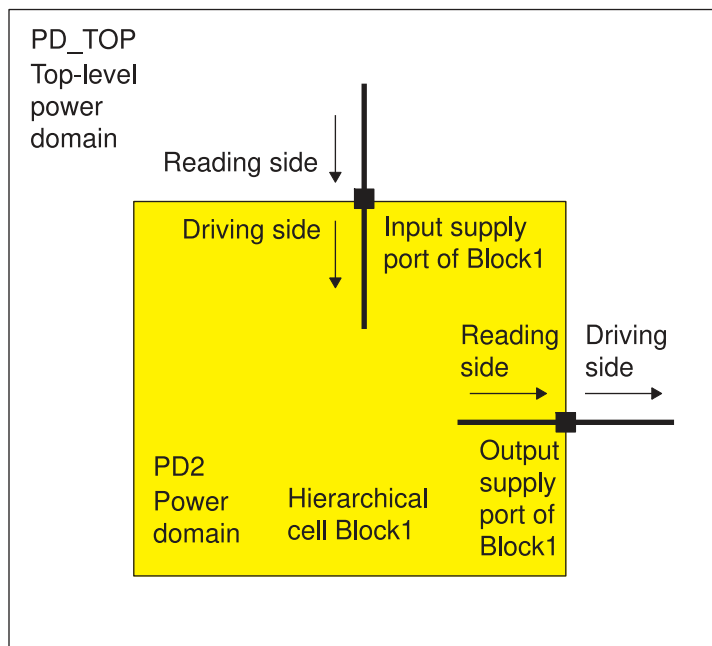 PD_TOP
Top-level
power
domain
Reading side
Driving side
Input supply
port of Block1
Reading
side
Driving
side
PD2
Power
domain
Hierarchical
cell Block1
Output
supply
port of
Block1